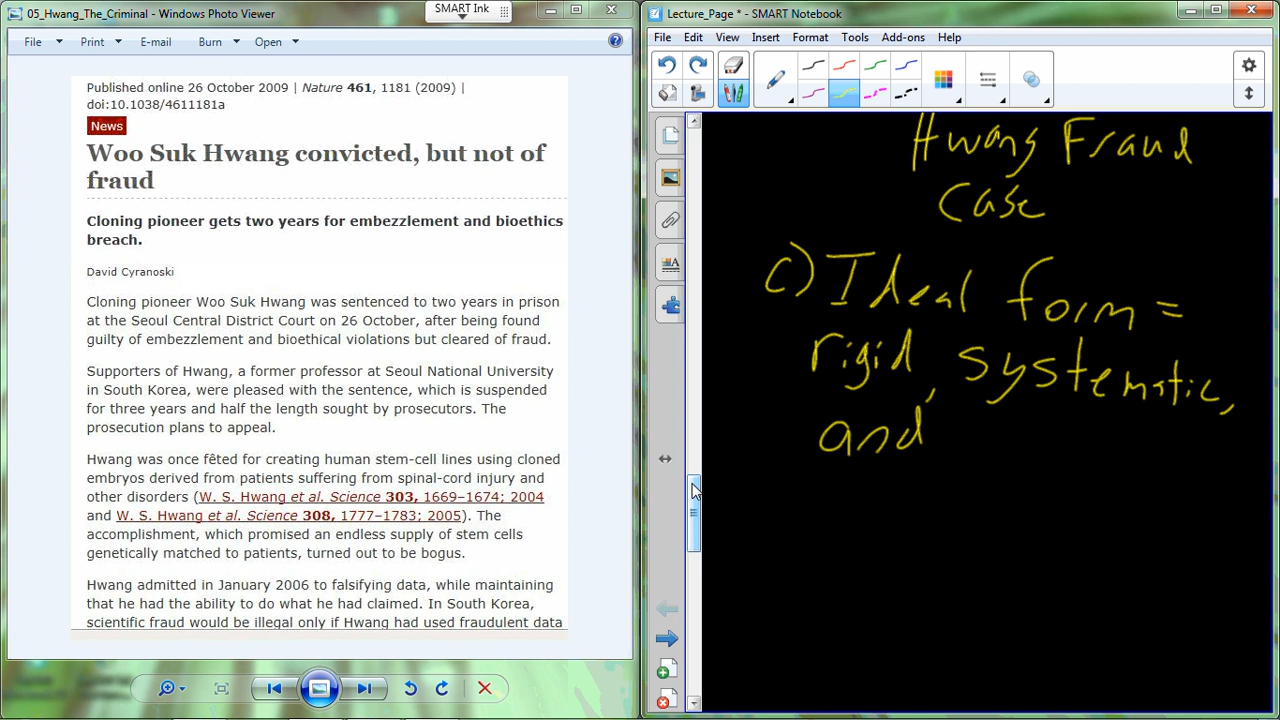 05_Hwang_The_Criminal - Windows Photo Viewer
SMART Ink
File Print E-mail Burn Open
Published online 26 October 2009 | Nature 461, 1181 (2009) |
doi:10.1038/4611181a
News
Woo Suk Hwang convicted, but not of
fraud
Cloning pioneer gets two years for embezzlement and bioethics
breach.
David Cyranoski
Cloning pioneer Woo Suk Hwang was sentenced to two years in prison
at the Seoul Central District Court on 26 October, after being found
guilty of embezzlement and bioethical violations but cleared of fraud.
Supporters of Hwang, a former professor at Seoul National University
in South Korea, were pleased with the sentence, which is suspended
for three years and half the length sought by prosecutors. The
prosecution plans to appeal.
Hwang was once fêted for creating human stem-cell lines using cloned
embryos derived from patients suffering from spinal-cord injury and
other disorders (W. S. Hwang et al. Science 303, 1669–1674; 2004
and W. S. Hwang et al. Science 308, 1777–1783; 2005). The
accomplishment, which promised an endless supply of stem cells
genetically matched to patients, turned out to be bogus.
Hwang admitted in January 2006 to falsifying data, while maintaining
that he had the ability to do what he had claimed. In South Korea,
scientific fraud would be illegal only if Hwang had used fraudulent data
Lecture_Page * - SMART Notebook
File Edit View Insert Format Tools Add-ons Help
Hwang Fraud
Case
c) Ideal form =
rigid, systematic,
and